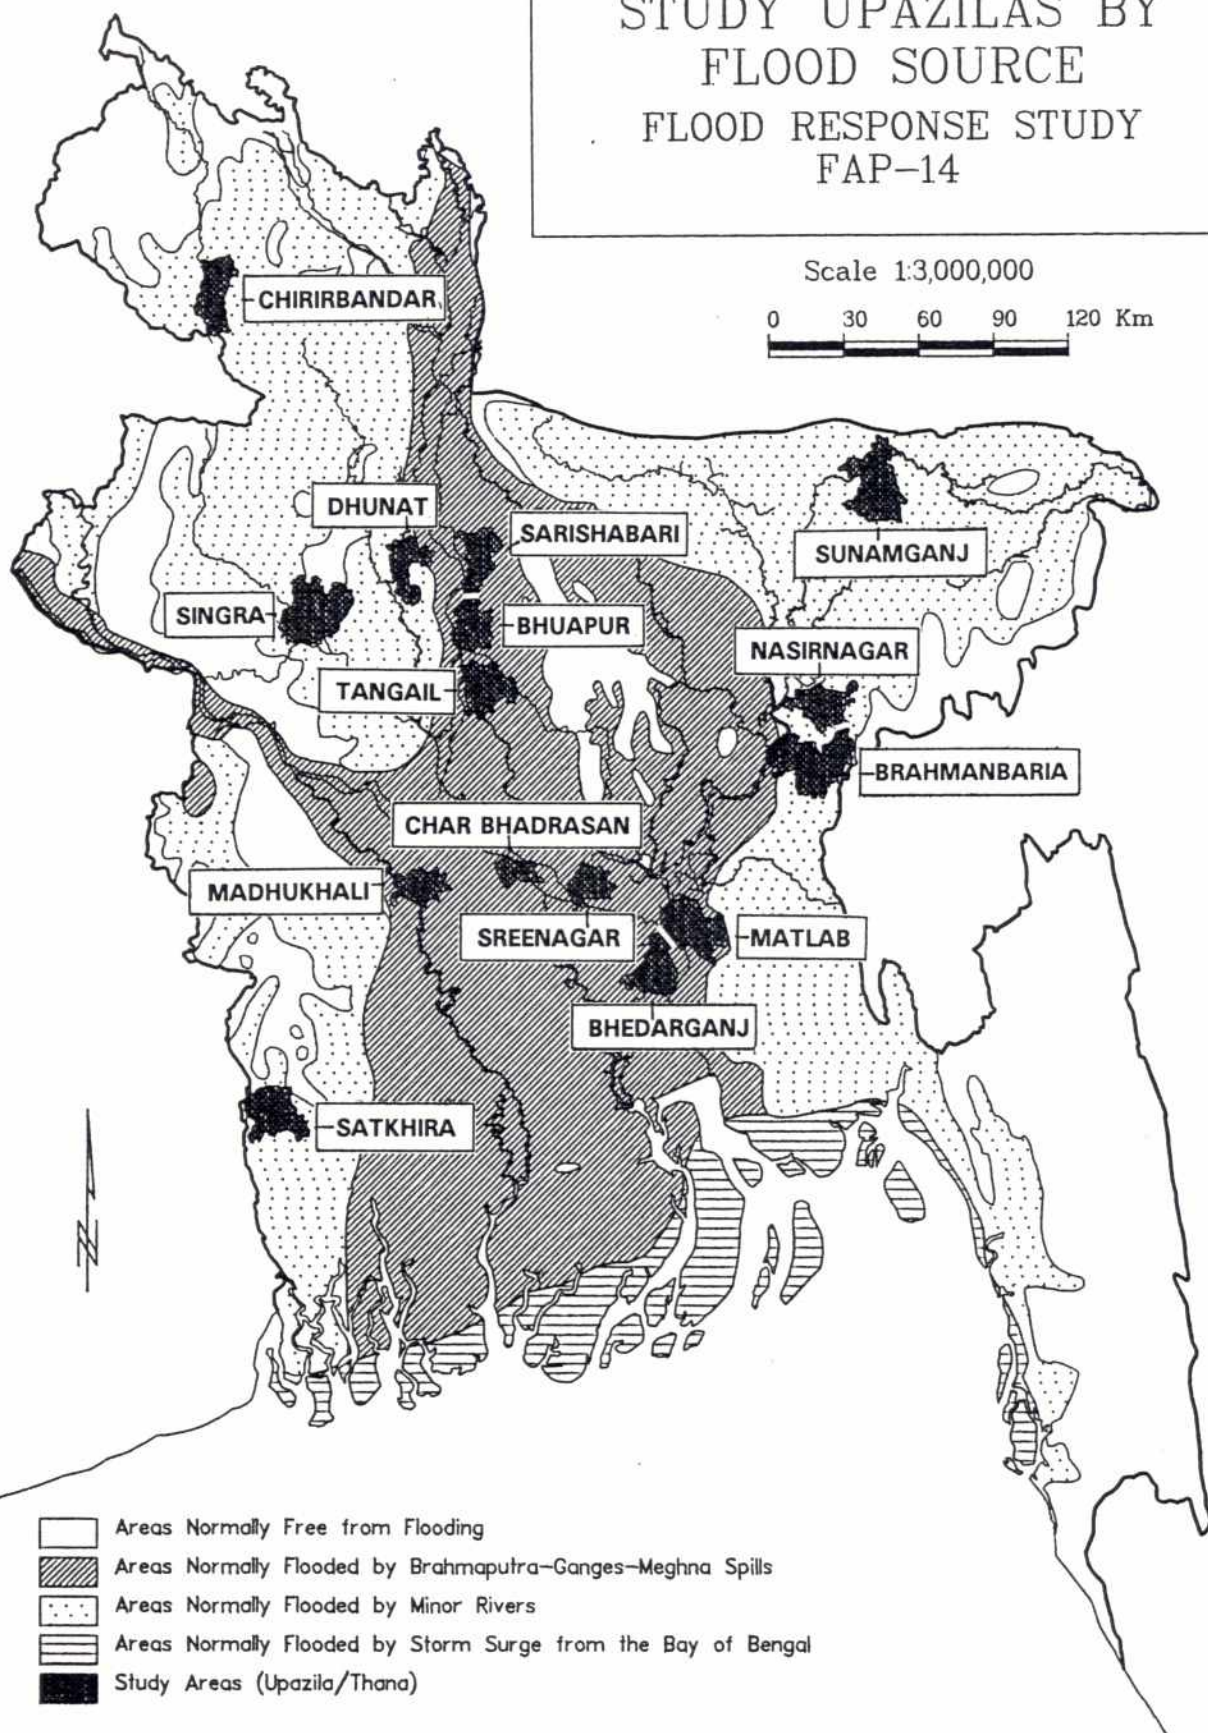 STUDY UPAZILAS BY
FLOOD SOURCE
FLOOD RESPONSE STUDY
FAP-14
Scale 1:3,000,000
0 30 60 90 120 Km
CHIRIRBANDAR
DHUNAT
SARISHABARI
SUNAMGANJ
SINGRA
BHUAPUR
NASIRNAGAR
TANGAIL
BRAHMANBARIA
CHAR BHADRASAN
MADHUKHALI
SREENAGAR
MATLAB
BHEDARGANJ
SATKHIRA
N
Areas Normally Free from Flooding
Areas Normally Flooded by Brahmaputra-Ganges-Meghna Spills
Areas Normally Flooded by Minor Rivers
Areas Normally Flooded by Storm Surge from the Bay of Bengal
Study Areas (Upazila/Thana)